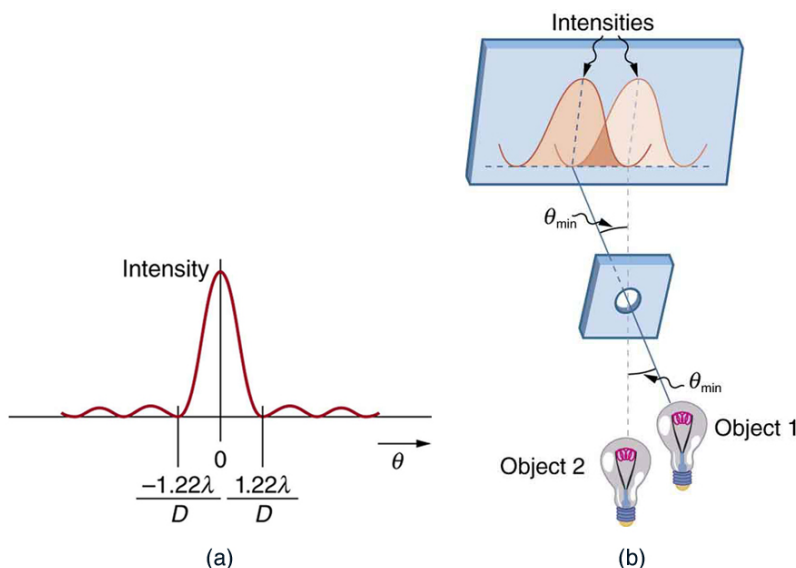 Intensities
θmin
Intensity
0
θ
−1.22λ
D
1.22λ
D
(a)
θmin
Object 1
Object 2
(b)